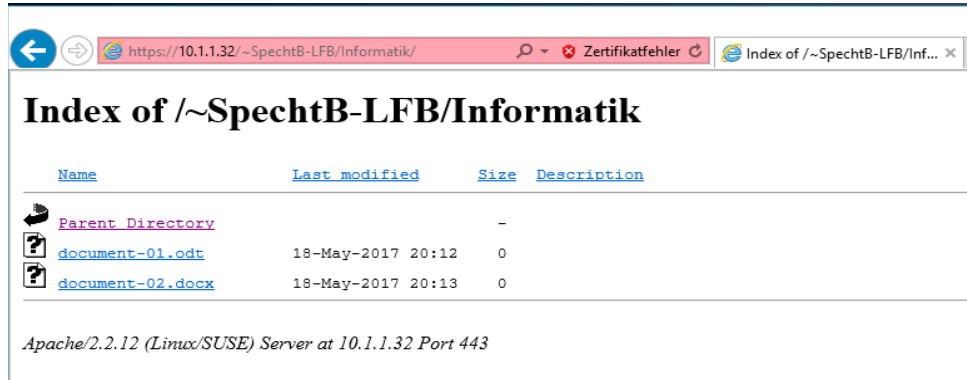 https://10.1.1.32/~SpechtB-LFB/Informatik/ Zertifikatfehler Index of /~SpechtB-LFB/Inf...
Index of /~SpechtB-LFB/Informatik
Name Last modified Size Description
Parent Directory -
document-01.odt 18-May-2017 20:12 0
document-02.docx 18-May-2017 20:13 0
Apache/2.2.12 (Linux/SUSE) Server at 10.1.1.32 Port 443